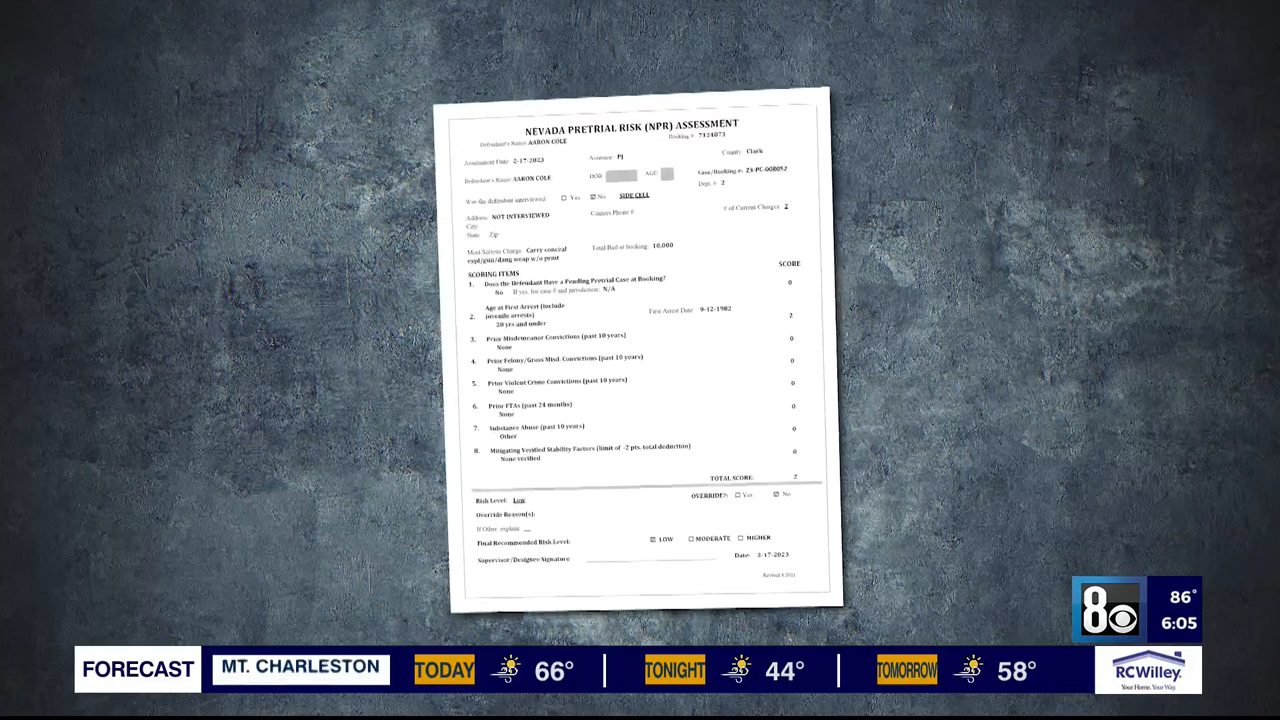 NEVADA PRETRIAL RISK (NPR) ASSESSMENT
Defendant's Name: AARON COLE
Booking # 7124873
Assessment Date: 2-17-2023 Assessor: PJ County: Clark
Defendant's Name: AARON COLE DOB: AGE: Case/Booking #: 23-PC-008052
Dept. # 2
Was the defendant interviewed: Yes No SIDE CELL
Address: NOT INTERVIEWED Contact Phone # # of Current Charges: 2
City:
State Zip:
Most Serious Charge: Carry conceal Total Bail at booking: 10,000
expl/gun/dang weap w/o prmt
SCORING ITEMS SCORE
1. Does the Defendant Have a Pending Pretrial Case at Booking? 0
No If yes, list case # and jurisdiction: N/A
Age at First Arrest (include
2. juvenile arrests) First Arrest Date 9-12-1982 2
20 yrs and under
3. Prior Misdemeanor Convictions (past 10 years) 0
None
4. Prior Felony/Gross Misd. Convictions (past 10 years) 0
None
5. Prior Violent Crime Convictions (past 10 years) 0
None
6. Prior FTAs (past 24 months) 0
None
7. Substance Abuse (past 10 years) 0
Other
8. Mitigating Verified Stability Factors (limit of -2 pts. total deduction) 0
None verified
TOTAL SCORE: 2
Risk Level: Low OVERRIDE?: Yes No
Override Reason(s):
If Other explain
Final Recommended Risk Level: LOW MODERATE HIGHER
Supervisor/Designee Signature Date: 2-17-2023
8
86°
6:05
FORECAST MT. CHARLESTON TODAY 66° TONIGHT 44° TOMORROW 58° RCWilley.
Your Home. Your Way.